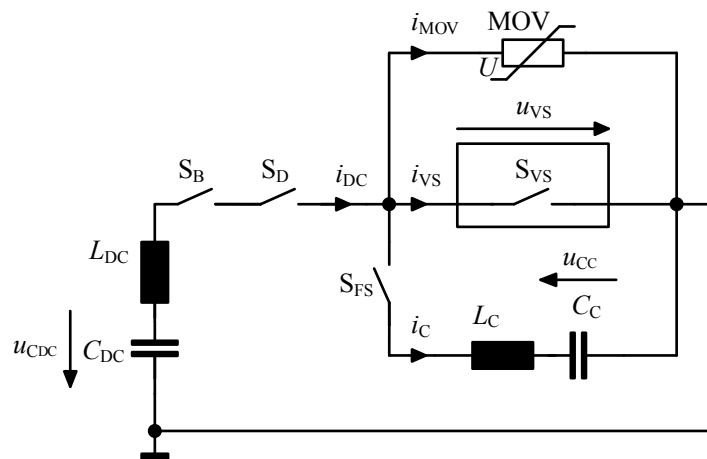 MOV
i_MOV
U
u_VS
S_B
S_D
i_DC
i_VS
S_VS
L_DC
S_FS
u_CC
C_C
i_C
L_C
u_CDC
C_DC